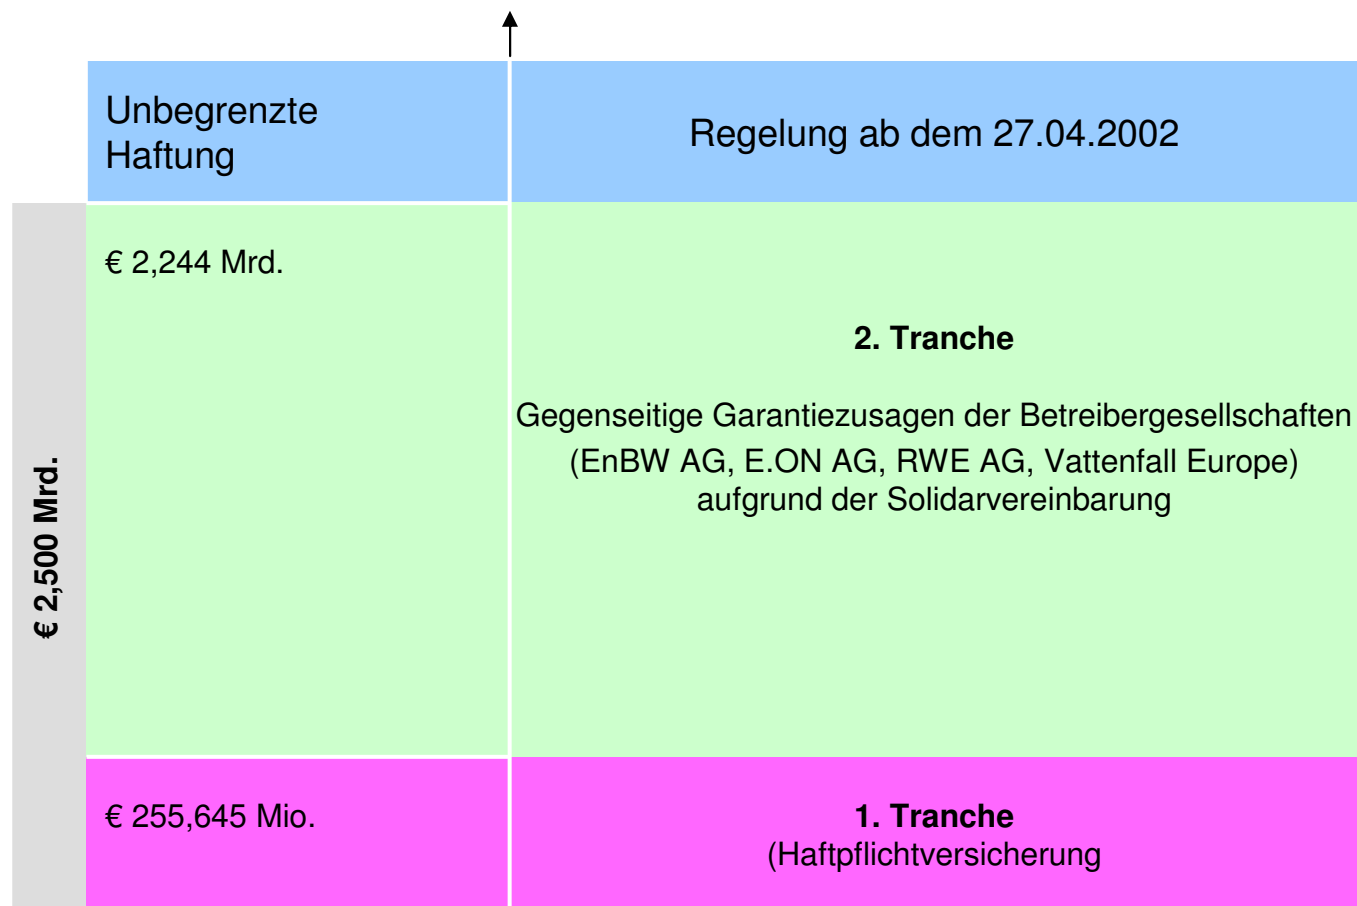 Unbegrenzte
Haftung
Regelung ab dem 27.04.2002
€ 2,500 Mrd.
€ 2,244 Mrd.
2. Tranche
Gegenseitige Garantiezusagen der Betreibergesellschaften
(EnBW AG, E.ON AG, RWE AG, Vattenfall Europe)
aufgrund der Solidarvereinbarung
€ 255,645 Mio.
1. Tranche
(Haftpflichtversicherung